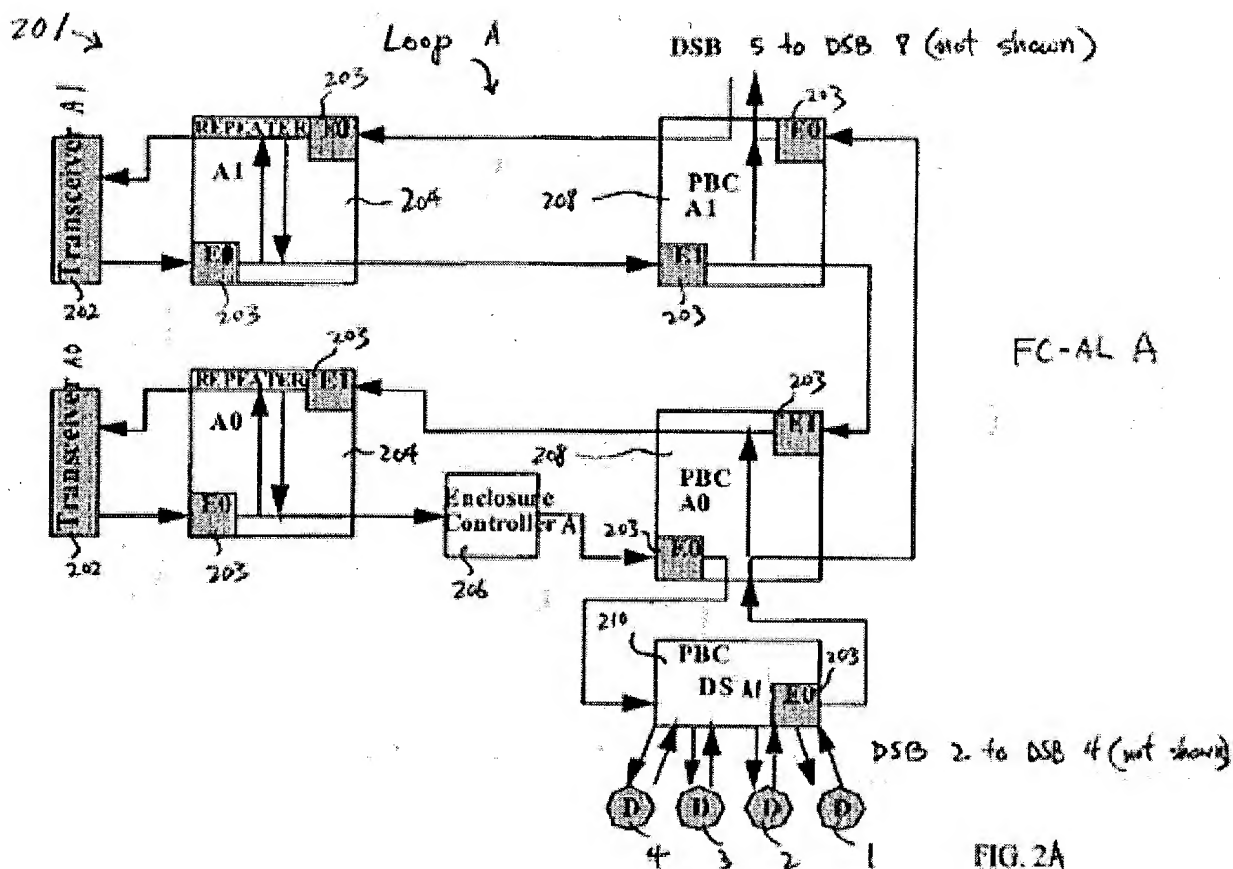 201
Loop A
DSB 5 to DSB 8 (not shown)
203
203
REPEATER E0
E0
Transceiver A1
A1
204
208
PBC
A1
E0
E1
202
203
203
203
203
FC-AL A
REPEATER E1
E1
Transceiver A0
A0
204
208
PBC
A0
Enclosure
Controller A
203
E0
E0
202
203
206
210
PBC
203
DS A1
E0
DSB 2 to DSB 4 (not shown)
D
D
D
D
4
3
2
1
FIG. 2A